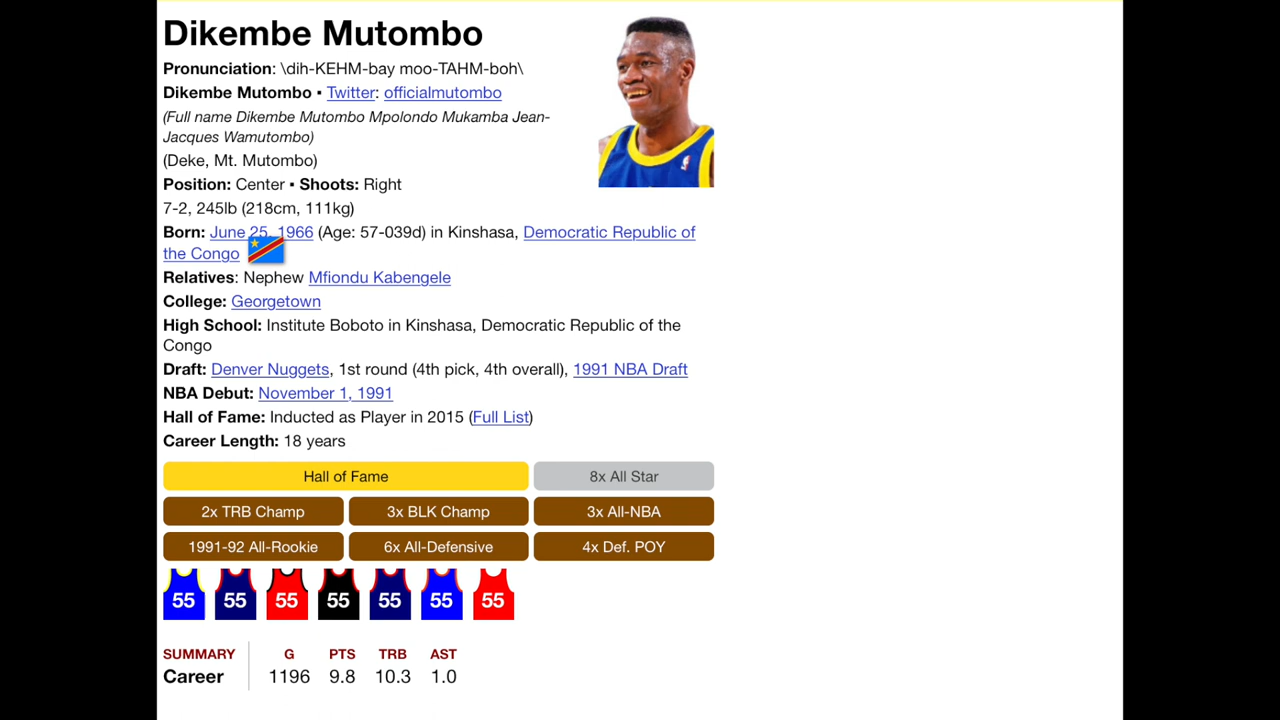 Dikembe Mutombo
Pronunciation: \dih-KEHM-bay moo-TAHM-boh\
Dikembe Mutombo ▪ Twitter: officialmutombo
(Full name Dikembe Mutombo Mpolondo Mukamba Jean-
Jacques Wamutombo)
(Deke, Mt. Mutombo)
Position: Center ▪ Shoots: Right
7-2, 245lb (218cm, 111kg)
Born: June 25, 1966 (Age: 57-039d) in Kinshasa, Democratic Republic of
the Congo
Relatives: Nephew Mfiondu Kabengele
College: Georgetown
High School: Institute Boboto in Kinshasa, Democratic Republic of the
Congo
Draft: Denver Nuggets, 1st round (4th pick, 4th overall), 1991 NBA Draft
NBA Debut: November 1, 1991
Hall of Fame: Inducted as Player in 2015 (Full List)
Career Length: 18 years
Hall of Fame 8x All Star
2x TRB Champ 3x BLK Champ 3x All-NBA
1991-92 All-Rookie 6x All-Defensive 4x Def. POY
55 55 55 55 55 55 55
SUMMARY G PTS TRB AST
Career 1196 9.8 10.3 1.0